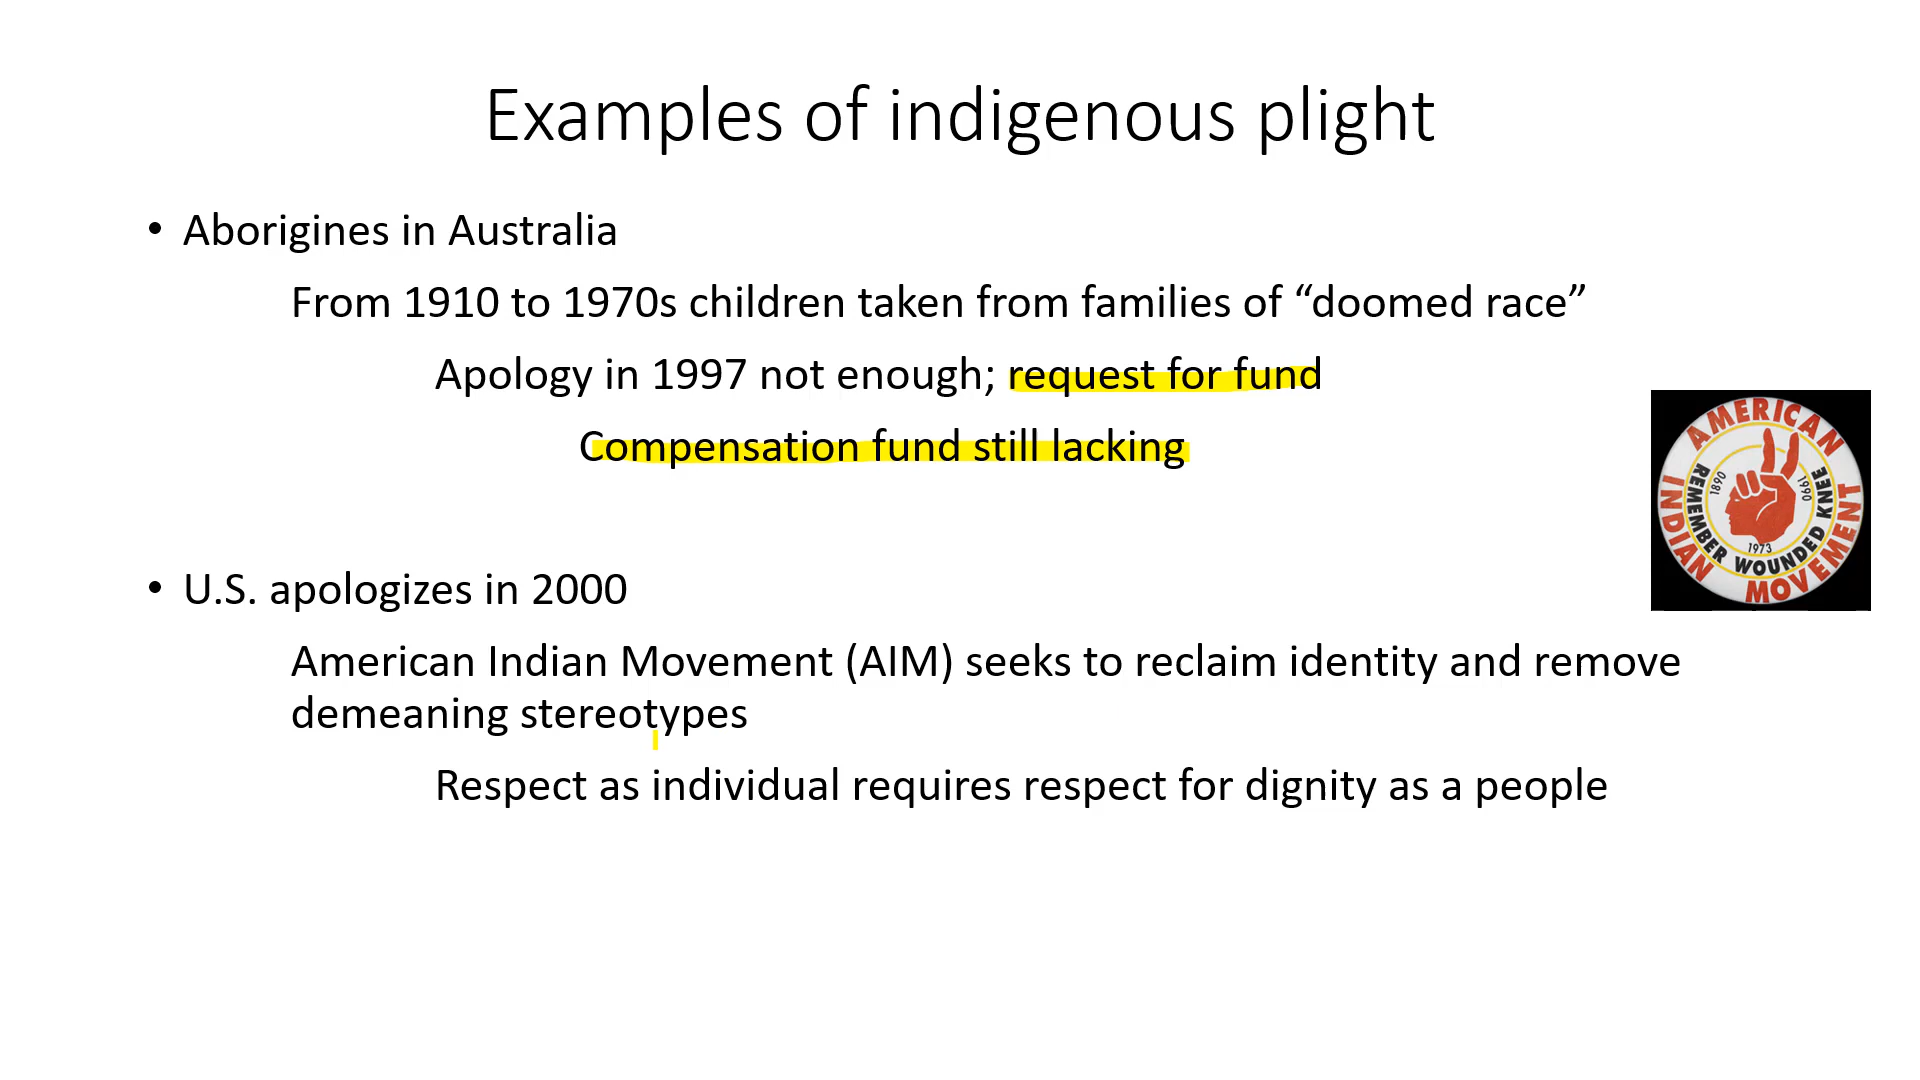 Examples of indigenous plight
• Aborigines in Australia
From 1910 to 1970s children taken from families of “doomed race”
Apology in 1997 not enough; request for fund
Compensation fund still lacking
AMERICAN INDIAN MOVEMENT
REMEMBER WOUNDED KNEE
1890
1990
1973
• U.S. apologizes in 2000
American Indian Movement (AIM) seeks to reclaim identity and remove
demeaning stereotypes
Respect as individual requires respect for dignity as a people